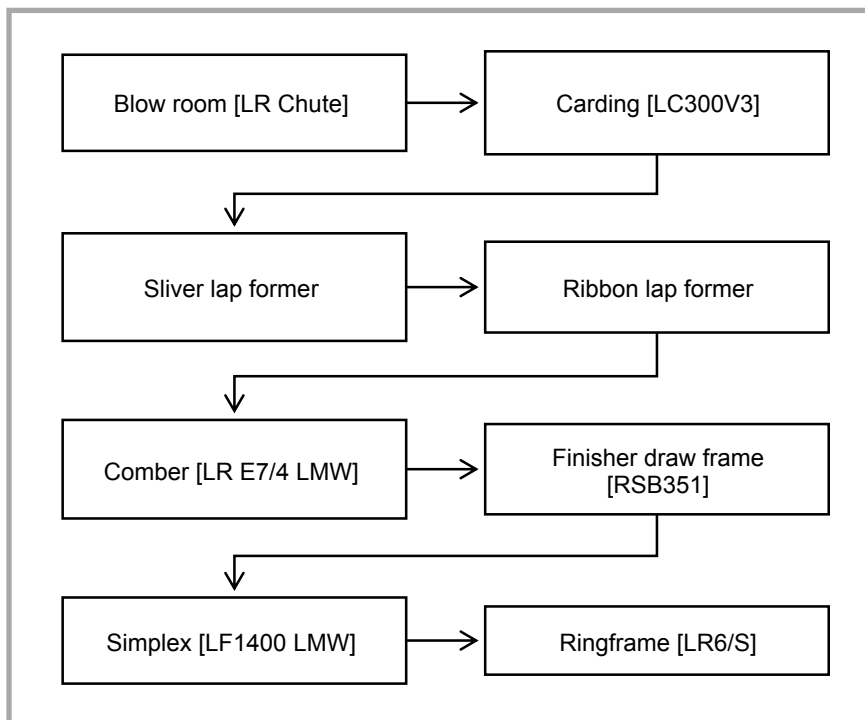 Blow room [LR Chute]
Carding [LC300V3]
Sliver lap former
Ribbon lap former
Comber [LR E7/4 LMW]
Finisher draw frame
[RSB351]
Simplex [LF1400 LMW]
Ringframe [LR6/S]